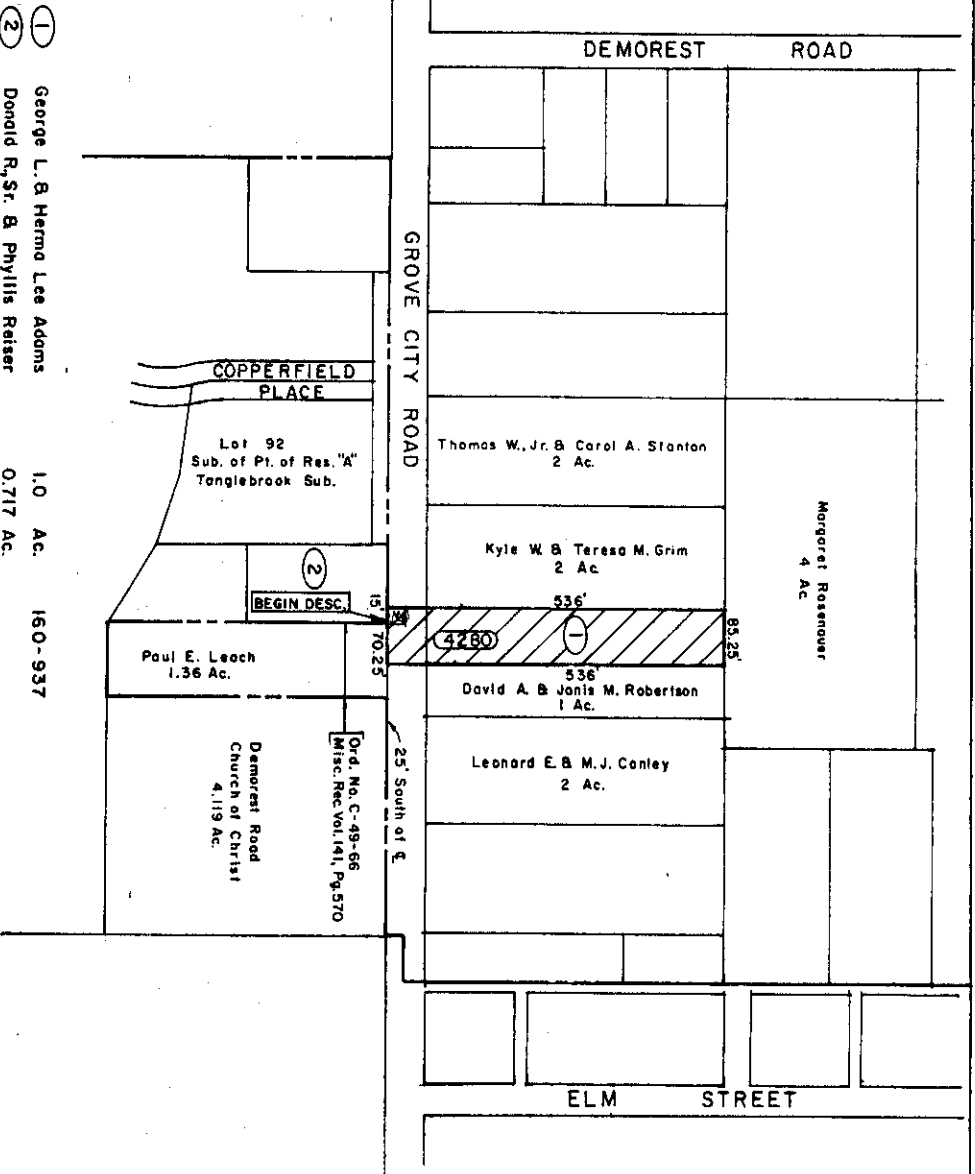 DEMOREST ROAD
GROVE CITY ROAD
COPPERFIELD
PLACE
Lot 92
Sub. of Pt. of Res. "A"
Tanglebrook Sub.
Thomas W., Jr. & Carol A. Stanton
2 Ac.
Margaret Rosenauer
4 Ac.
Kyle W. & Teresa M. Grim
2 Ac.
2
BEGIN DESC.
15'
70.25'
536'
4280
1
85.25'
536'
Paul E. Leach
1.36 Ac.
David A. & Janis M. Robertson
1 Ac.
25' South of ℄
Leonard E. & M.J. Conley
2 Ac.
Ord. No. C-49-66
Misc. Rec. Vol. 141, Pg. 570
Demorest Road
Church of Christ
4.119 Ac.
ELM STREET
1 George L. & Herma Lee Adams 1.0 Ac. 160-937
2 Donald R., Sr. & Phyllis Reiser 0.717 Ac.